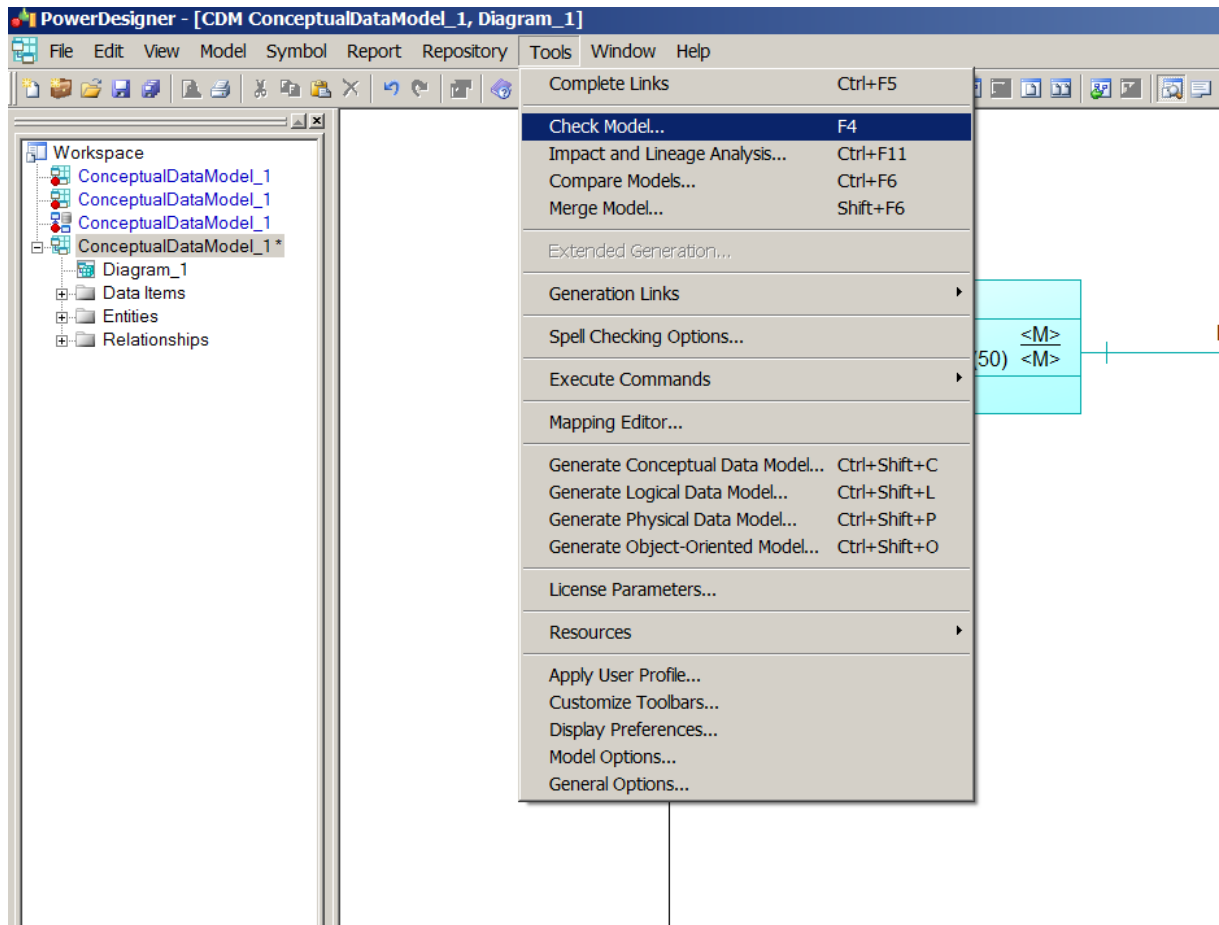 PowerDesigner - [CDM ConceptualDataModel_1, Diagram_1]
File Edit View Model Symbol Report Repository Tools Window Help
Workspace
ConceptualDataModel_1
ConceptualDataModel_1
ConceptualDataModel_1
ConceptualDataModel_1 *
Diagram_1
Data Items
Entities
Relationships
Complete Links Ctrl+F5
Check Model... F4
Impact and Lineage Analysis... Ctrl+F11
Compare Models... Ctrl+F6
Merge Model... Shift+F6
Extended Generation...
Generation Links
Spell Checking Options...
Execute Commands
Mapping Editor...
Generate Conceptual Data Model... Ctrl+Shift+C
Generate Logical Data Model... Ctrl+Shift+L
Generate Physical Data Model... Ctrl+Shift+P
Generate Object-Oriented Model... Ctrl+Shift+O
License Parameters...
Resources
Apply User Profile...
Customize Toolbars...
Display Preferences...
Model Options...
General Options...
<M>
(50) <M>